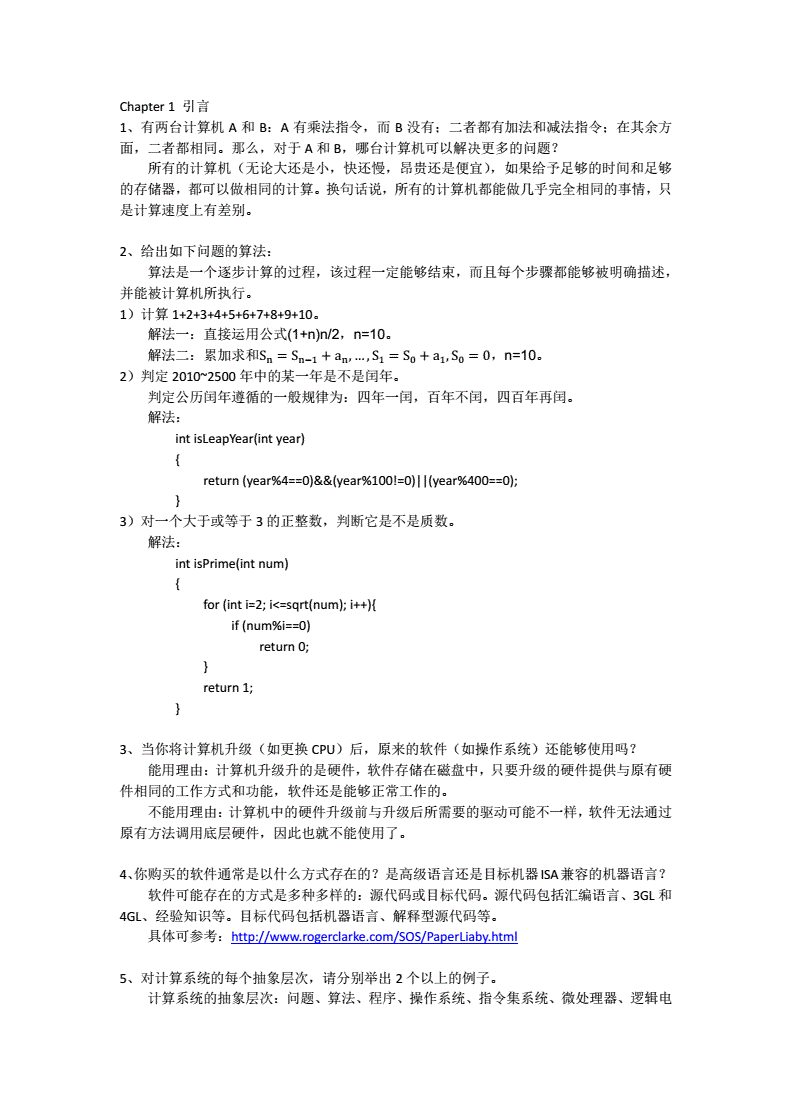 Chapter 1 引言
1、有两台计算机 A 和 B：A 有乘法指令，而 B 没有；二者都有加法和减法指令；在其余方
面，二者都相同。那么，对于 A 和 B，哪台计算机可以解决更多的问题？
所有的计算机（无论大还是小，快还慢，昂贵还是便宜），如果给予足够的时间和足够
的存储器，都可以做相同的计算。换句话说，所有的计算机都能做几乎完全相同的事情，只
是计算速度上有差别。
2、给出如下问题的算法：
算法是一个逐步计算的过程，该过程一定能够结束，而且每个步骤都能够被明确描述，
并能被计算机所执行。
1）计算 1+2+3+4+5+6+7+8+9+10。
解法一：直接运用公式(1+n)n/2，n=10。
解法二：累加求和Sₙ = Sₙ₋₁ + aₙ, … , S₁ = S₀ + a₁, S₀ = 0，n=10。
2）判定 2010~2500 年中的某一年是不是闰年。
判定公历闰年遵循的一般规律为：四年一闰，百年不闰，四百年再闰。
解法：
int isLeapYear(int year)
{
return (year%4==0)&&(year%100!=0)||(year%400==0);
}
3）对一个大于或等于 3 的正整数，判断它是不是质数。
解法：
int isPrime(int num)
{
for (int i=2; i<=sqrt(num); i++){
if (num%i==0)
return 0;
}
return 1;
}
3、当你将计算机升级（如更换 CPU）后，原来的软件（如操作系统）还能够使用吗？
能用理由：计算机升级升的是硬件，软件存储在磁盘中，只要升级的硬件提供与原有硬
件相同的工作方式和功能，软件还是能够正常工作的。
不能用理由：计算机中的硬件升级前与升级后所需要的驱动可能不一样，软件无法通过
原有方法调用底层硬件，因此也就不能使用了。
4、你购买的软件通常是以什么方式存在的？是高级语言还是目标机器 ISA 兼容的机器语言？
软件可能存在的方式是多种多样的：源代码或目标代码。源代码包括汇编语言、3GL 和
4GL、经验知识等。目标代码包括机器语言、解释型源代码等。
具体可参考：http://www.rogerclarke.com/SOS/PaperLiaby.html
5、对计算系统的每个抽象层次，请分别举出 2 个以上的例子。
计算系统的抽象层次：问题、算法、程序、操作系统、指令集系统、微处理器、逻辑电